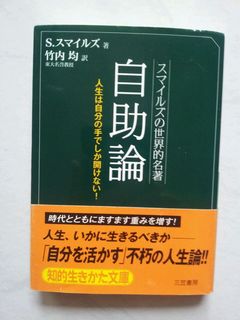 S.スマイルズ 著
竹内 均 訳
東大名誉教授
スマイルズの世界的名著
自助論
人生は自分の手でしか開けない!
時代とともにますます重みを増す!
人生、いかに生きるべきか──
「自分を活かす」不朽の人生論!!
知的生きかた文庫
三笠書房